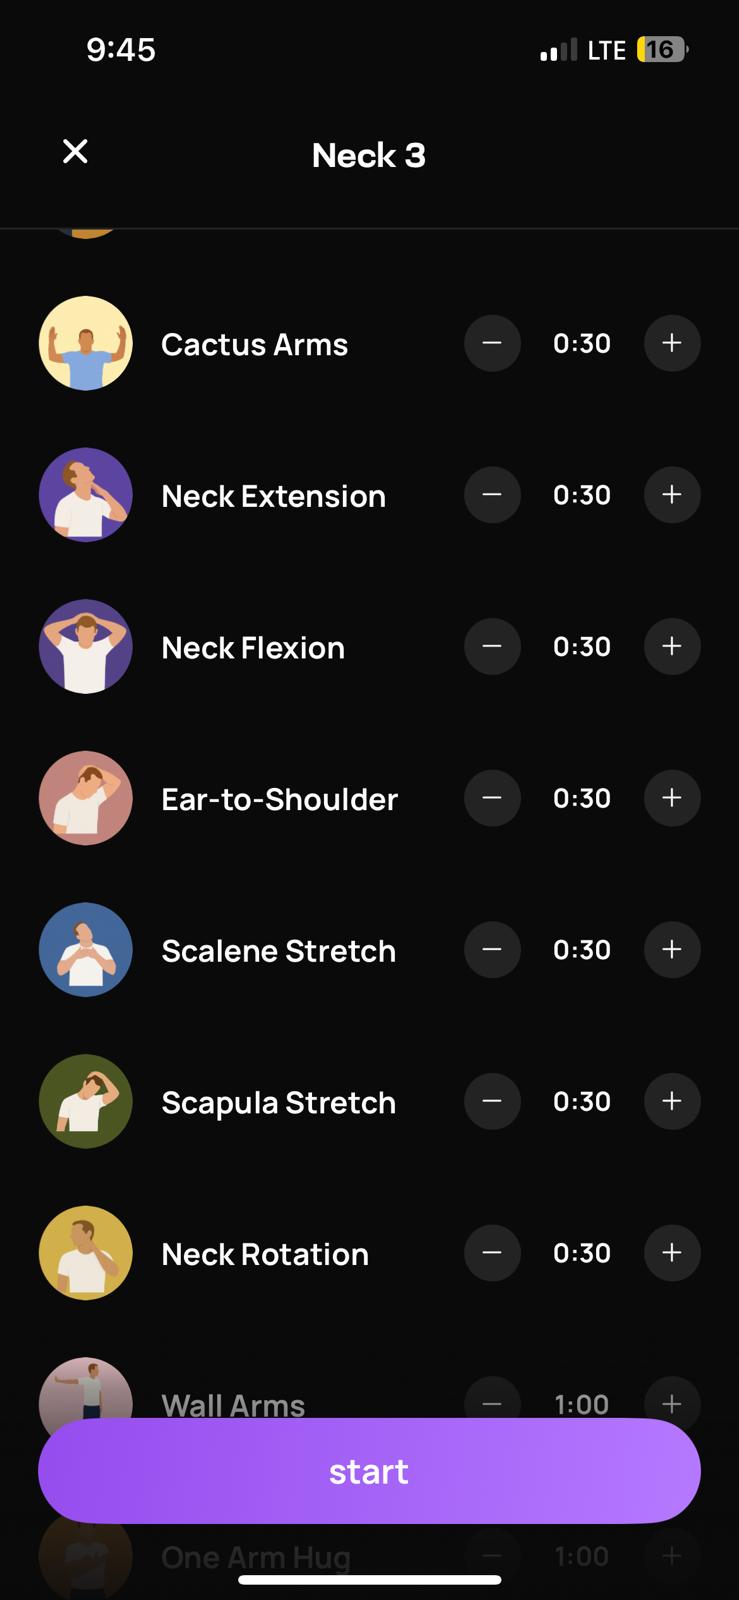 9:45 LTE 16
Neck 3
Cactus Arms − 0:30 +
Neck Extension − 0:30 +
Neck Flexion − 0:30 +
Ear-to-Shoulder − 0:30 +
Scalene Stretch − 0:30 +
Scapula Stretch − 0:30 +
Neck Rotation − 0:30 +
Wall Arms − 1:00 +
start
One Arm Hug − 1:00 +